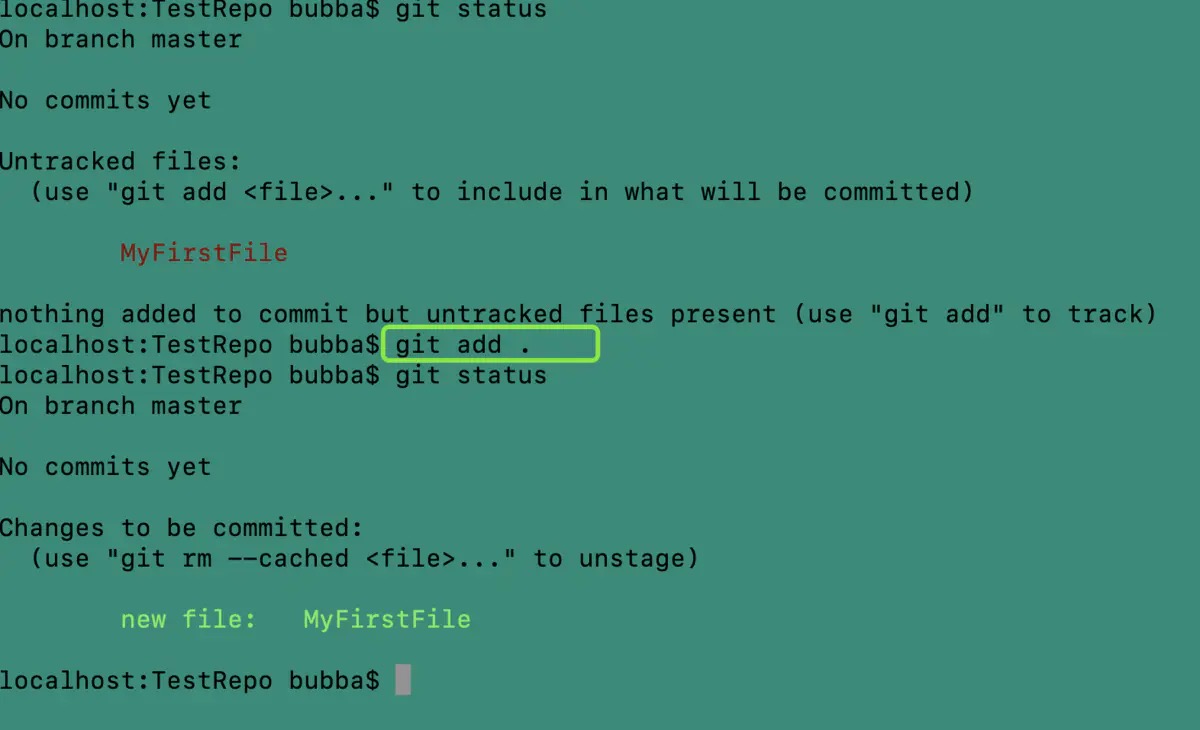 localhost:TestRepo bubba$ git status
On branch master
No commits yet
Untracked files:
(use "git add <file>..." to include in what will be committed)
MyFirstFile
nothing added to commit but untracked files present (use "git add" to track)
localhost:TestRepo bubba$ git add .
localhost:TestRepo bubba$ git status
On branch master
No commits yet
Changes to be committed:
(use "git rm --cached <file>..." to unstage)
new file:   MyFirstFile
localhost:TestRepo bubba$